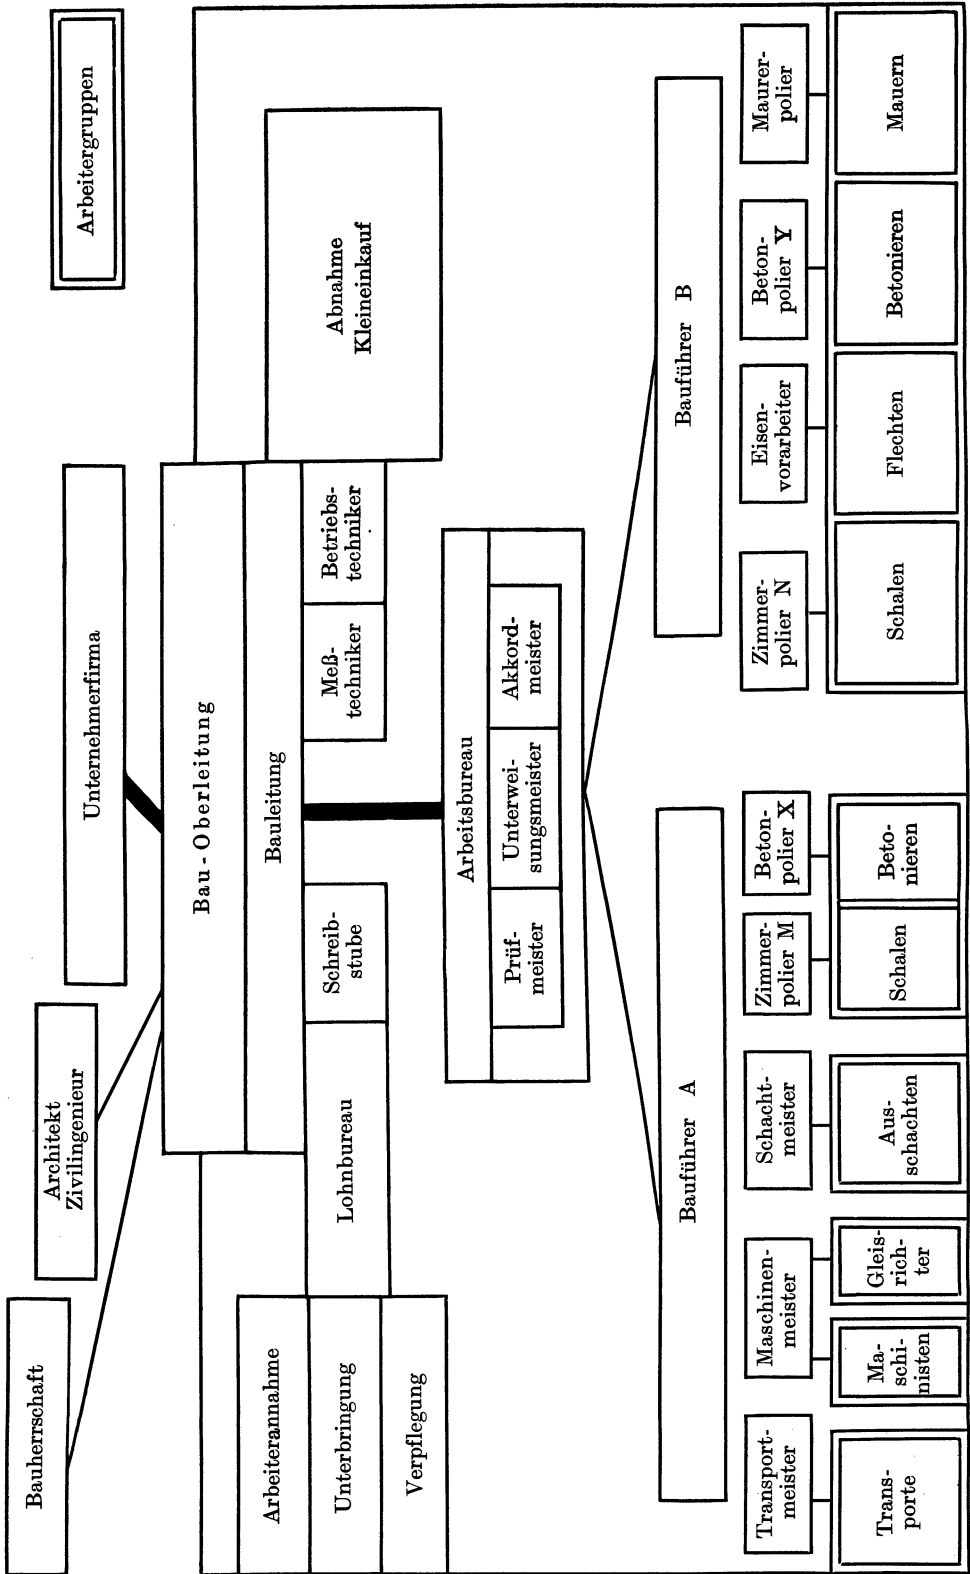 Bauherrschaft
Architekt
Zivilingenieur
Unternehmerfirma
Arbeitergruppen
Bau-Oberleitung
Bauleitung
Arbeiterannahme
Unterbringung
Verpflegung
Lohnbureau
Schreib-
stube
Meß-
techniker
Betriebs-
techniker
Abnahme
Kleineinkauf
Arbeitsbureau
Prüf-
meister
Unterwei-
sungsmeister
Akkord-
meister
Bauführer A
Bauführer B
Transport-
meister
Maschinen-
meister
Schacht-
meister
Zimmer-
polier M
Beton-
polier X
Zimmer-
polier N
Eisen-
vorarbeiter
Beton-
polier Y
Maurer-
polier
Trans-
porte
Ma-
schi-
nisten
Gleis-
rich-
ter
Aus-
schachten
Schalen
Beto-
nieren
Schalen
Flechten
Betonieren
Mauern